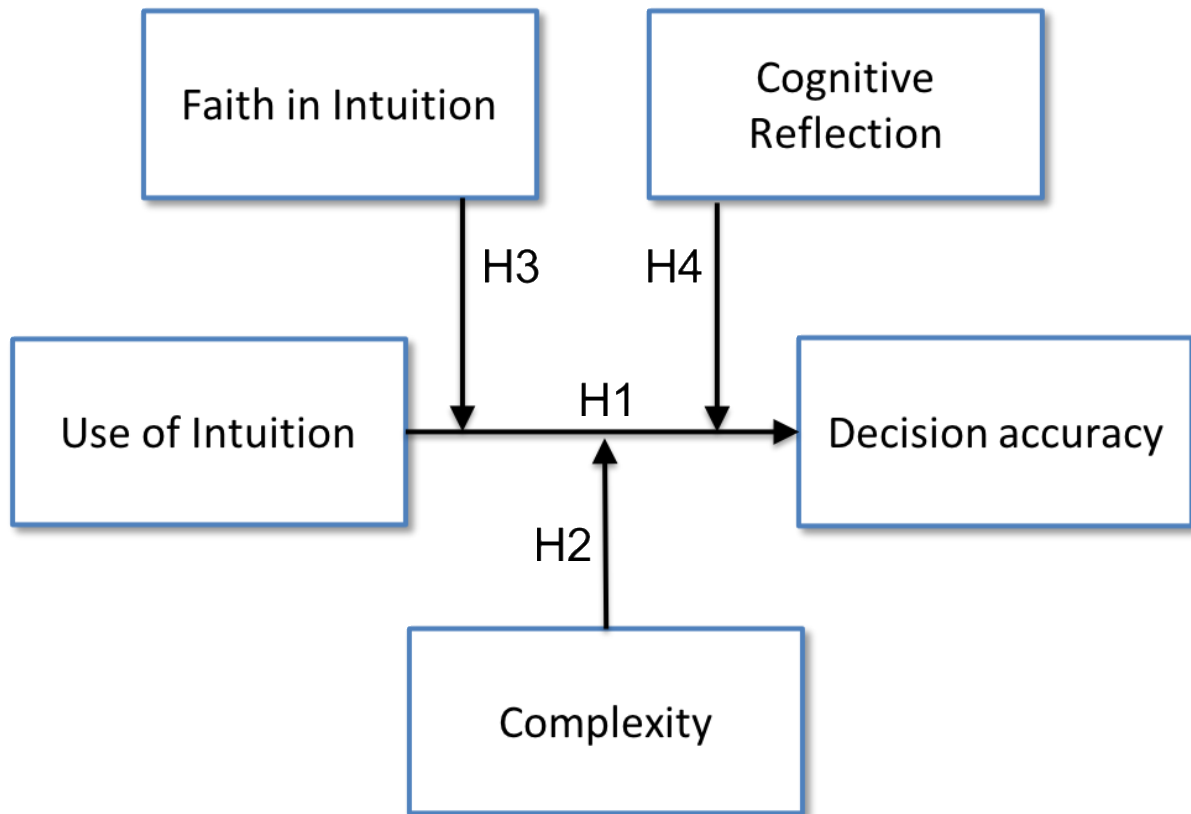 Faith in Intuition
Cognitive
Reflection
H3
H4
H1
Use of Intuition
Decision accuracy
H2
Complexity